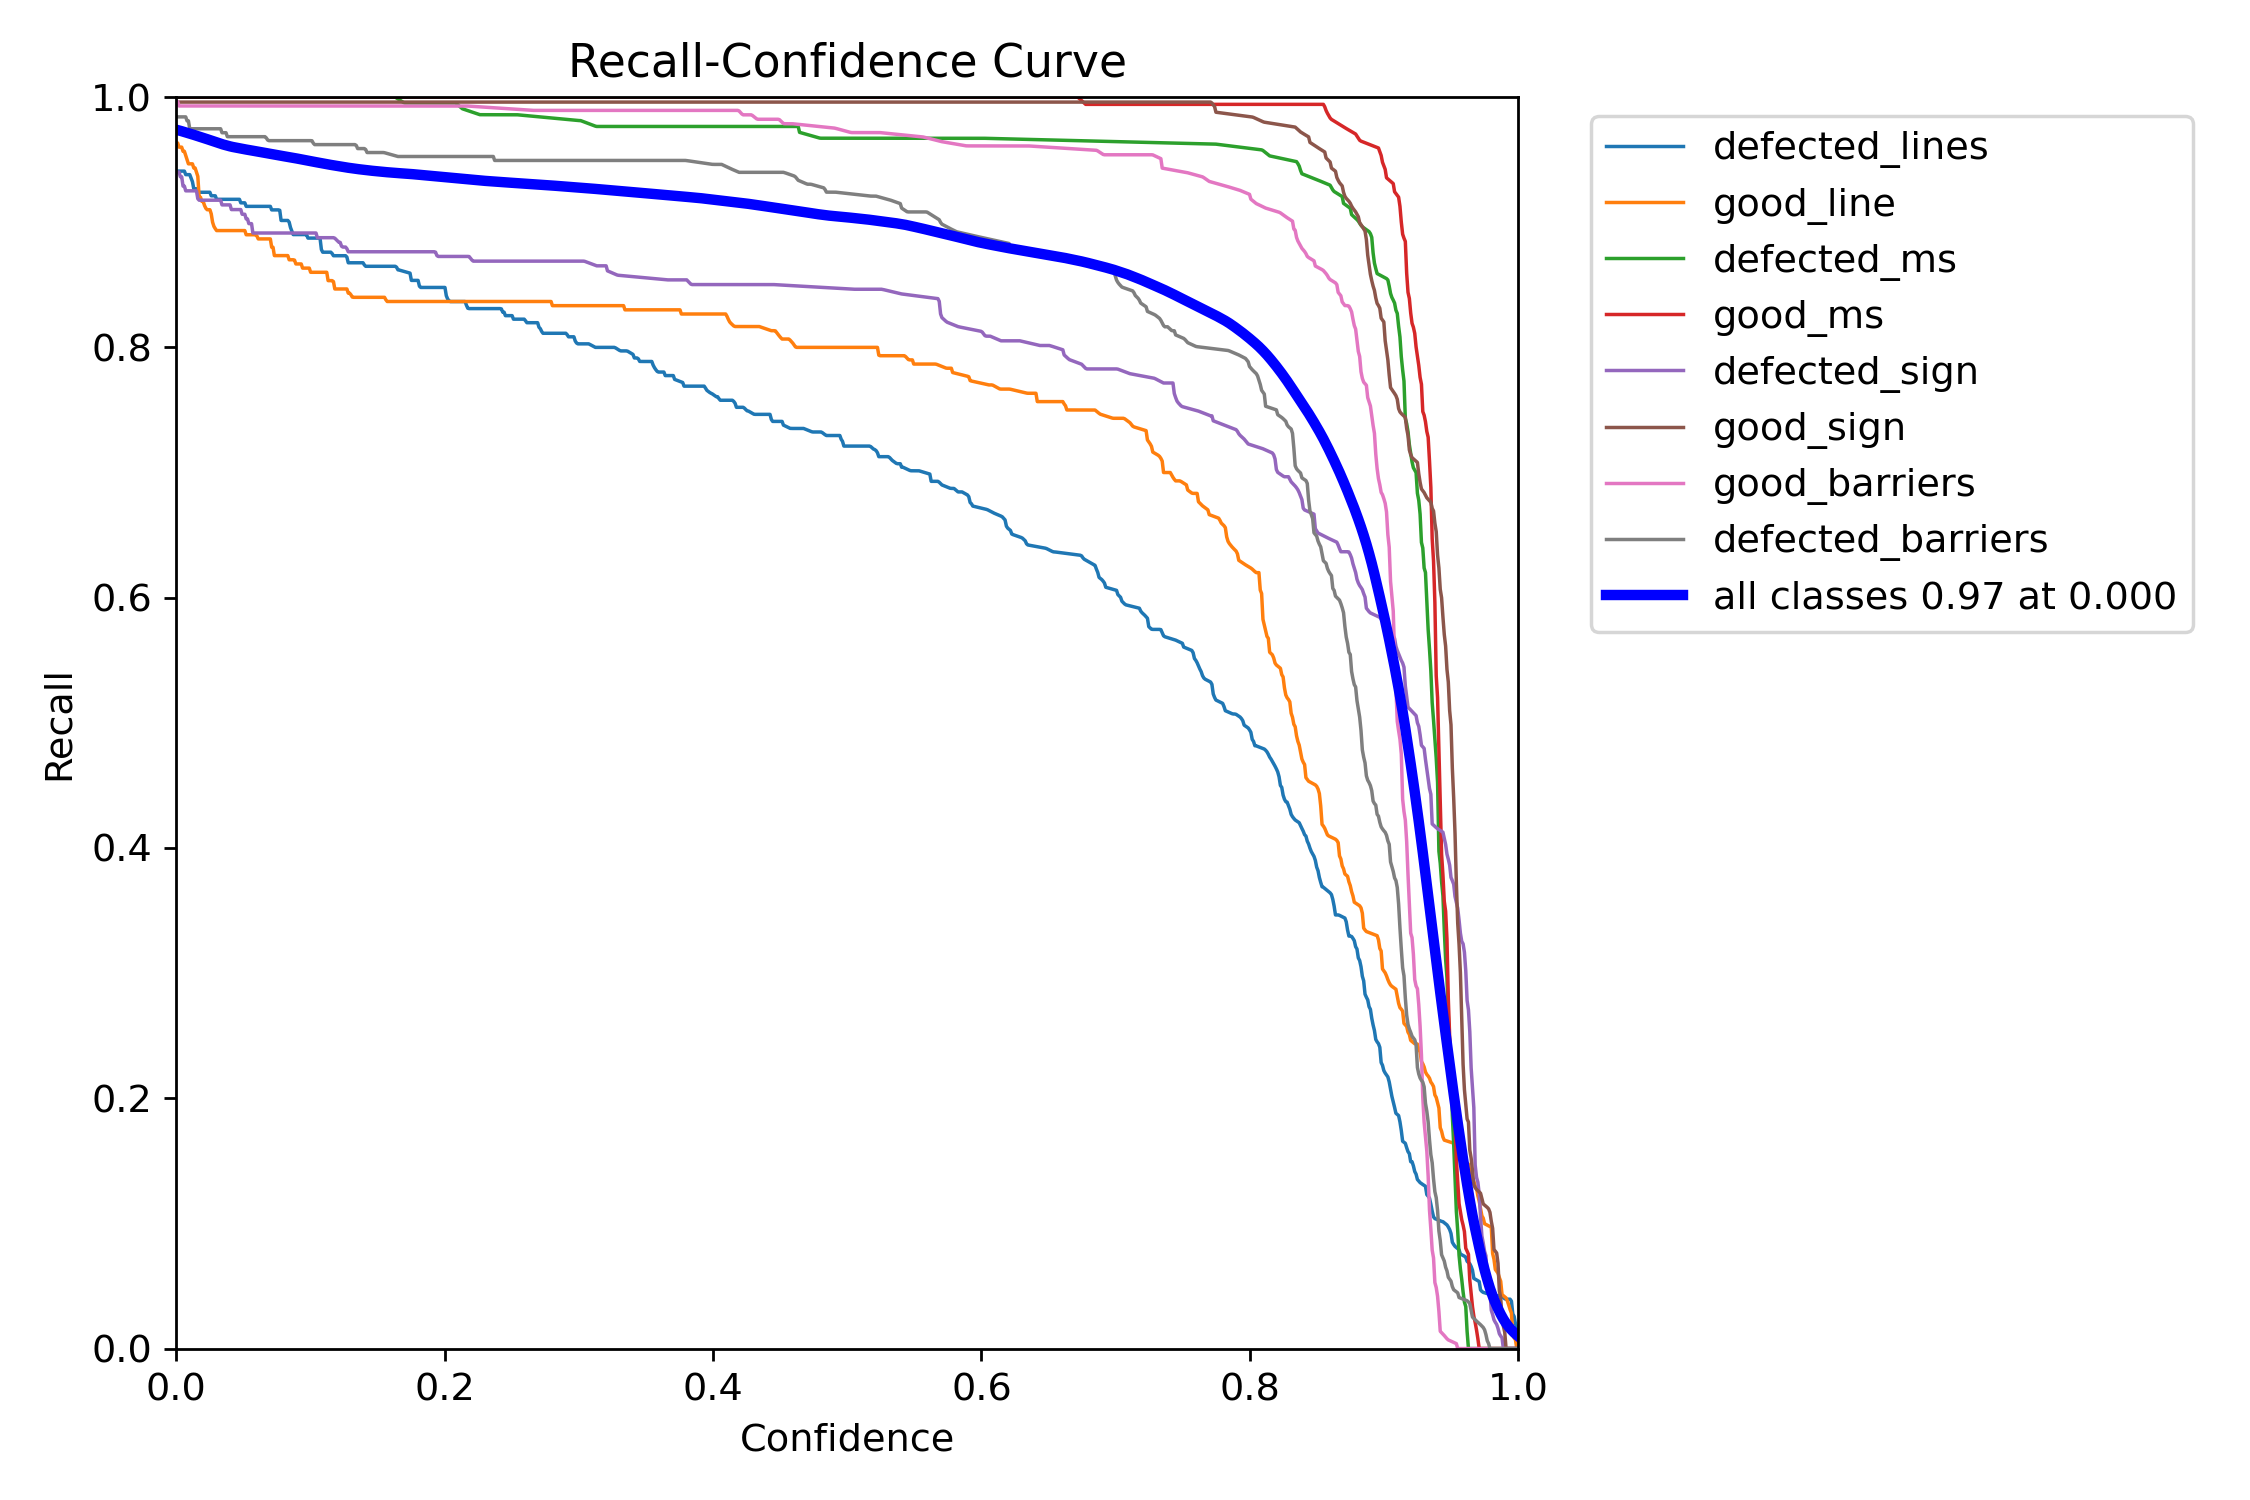 Recall-Confidence Curve
1.0
0.8
0.6
0.4
0.2
0.0
Recall
0.0 0.2 0.4 0.6 0.8 1.0
Confidence
defected_lines
good_line
defected_ms
good_ms
defected_sign
good_sign
good_barriers
defected_barriers
all classes 0.97 at 0.000